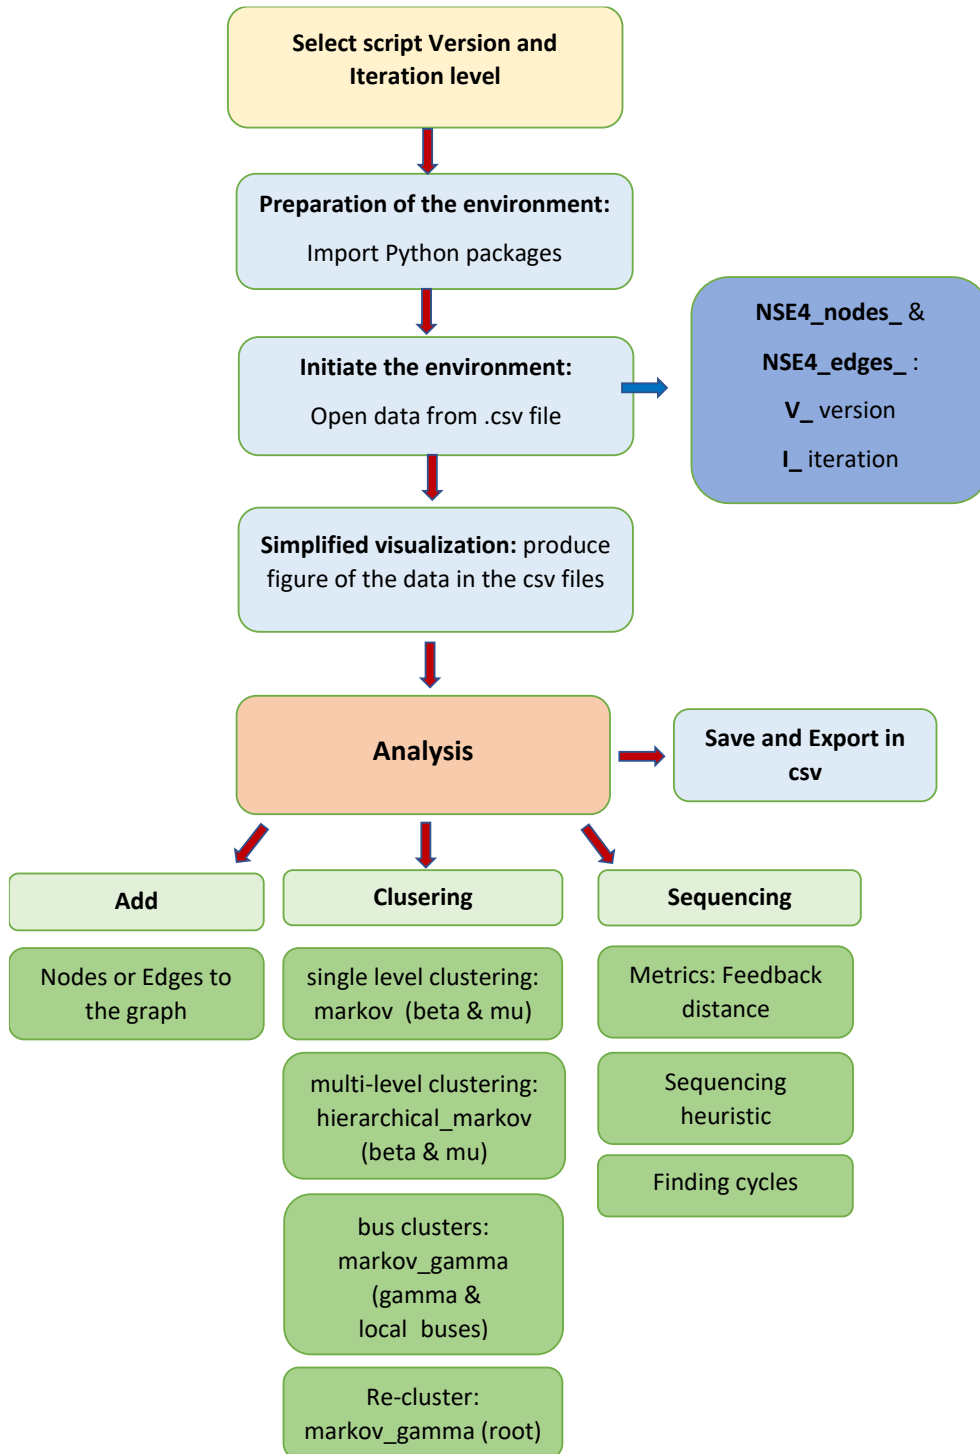 Select script Version and
Iteration level
Preparation of the environment:
Import Python packages
Initiate the environment:
Open data from .csv file
NSE4_nodes_ &
NSE4_edges_ :
V_ version
I_ iteration
Simplified visualization: produce
figure of the data in the csv files
Analysis
Save and Export in
csv
Add
Nodes or Edges to
the graph
Clusering
single level clustering:
markov (beta & mu)
multi-level clustering:
hierarchical_markov
(beta & mu)
bus clusters:
markov_gamma
(gamma &
local buses)
Re-cluster:
markov_gamma (root)
Sequencing
Metrics: Feedback
distance
Sequencing
heuristic
Finding cycles